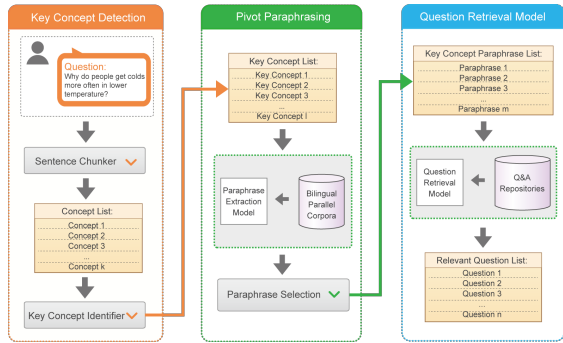 Key Concept Detection
Question:
Why do people get colds
more often in lower
temperature?
Sentence Chunker
Concept List:
Concept 1
Concept 2
Concept 3
...
Concept k
Key Concept Identifier
Pivot Paraphrasing
Key Concept List:
Key Concept 1
Key Concept 2
Key Concept 3
...
Key Concept l
Paraphrase
Extraction
Model
Bilingual
Parallel
Corpora
Paraphrase Selection
Question Retrieval Model
Key Concept Paraphrase List:
Paraphrase 1
Paraphrase 2
Paraphrase 3
...
Paraphrase m
Question
Retrieval
Model
Q&A
Repositories
Relevant Question List:
Question 1
Question 2
Question 3
...
Question n